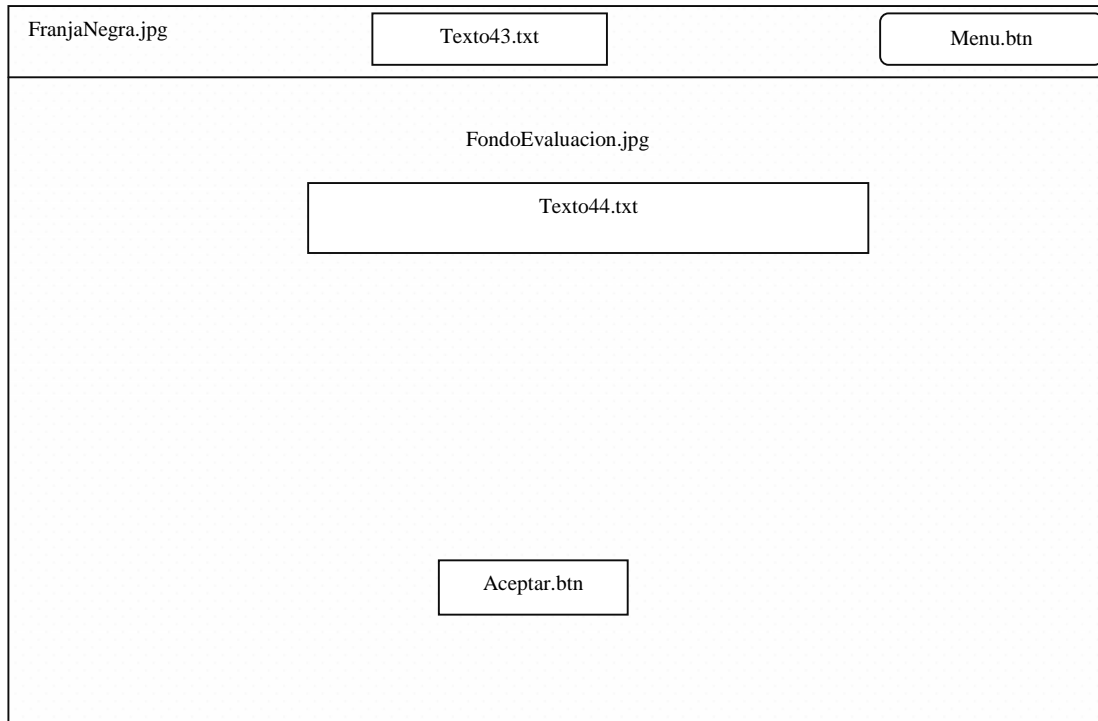 FranjaNegra.jpg
Texto43.txt
Menu.btn
FondoEvaluacion.jpg
Texto44.txt
Aceptar.btn